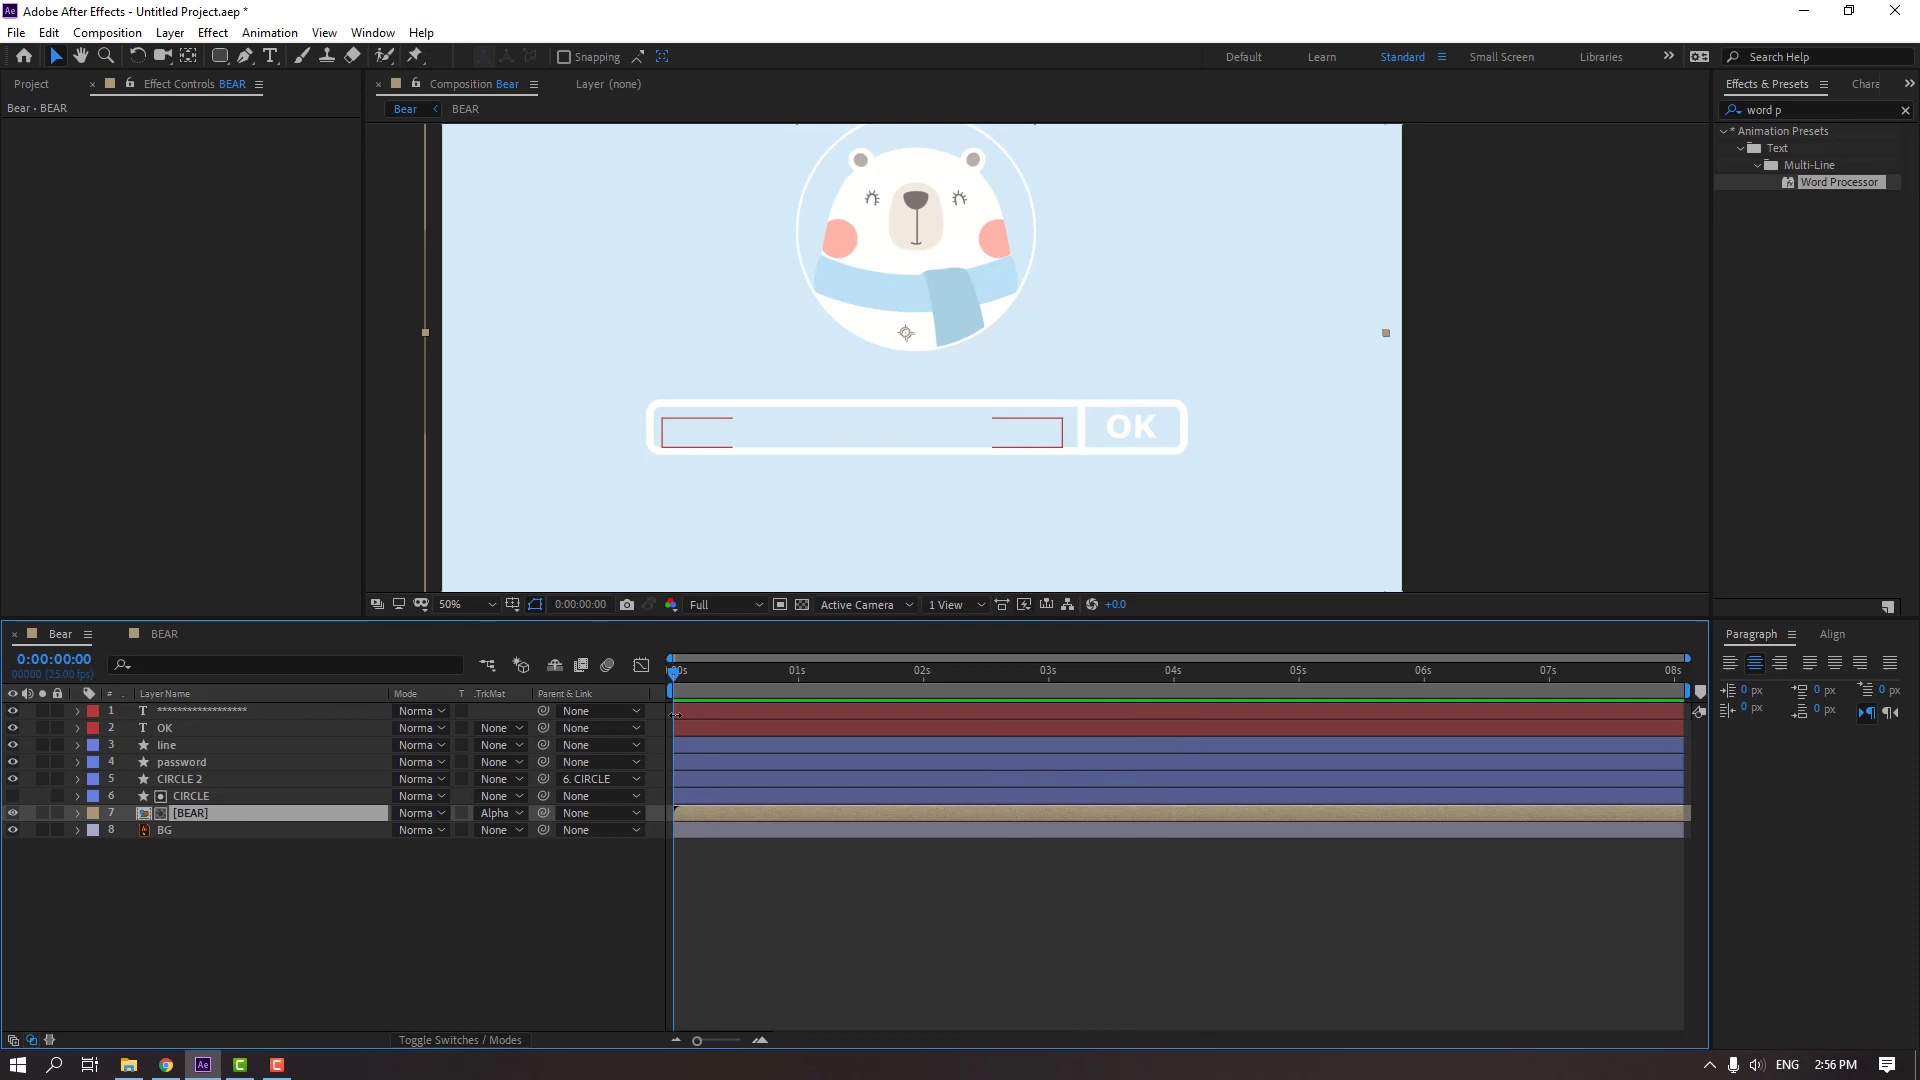 Adobe After Effects - Untitled Project.aep *
File Edit Composition Layer Effect Animation View Window Help
Snapping Default Learn Standard Small Screen Libraries Search Help
Project Effect Controls BEAR Composition Bear Layer (none) Effects & Presets Chara
Bear • BEAR
Bear BEAR
word p
* Animation Presets
Text
Multi-Line
Word Processor
OK
50% 0:00:00:00 Full Active Camera 1 View +0.0
Bear BEAR
Paragraph Align
0:00:00:00
00000 (25.00 fps)
01s 02s 03s 04s 05s 06s 07s 08s
# Layer Name Mode T .TrkMat Parent & Link
0 px 0 px 0 px
0 px 0 px
1 T ****************** Norma None
2 T OK Norma None None
3 line Norma None None
4 password Norma None None
5 CIRCLE 2 Norma None 6. CIRCLE
6 CIRCLE Norma None None
7 [BEAR] Norma Alpha None
8 BG Norma None None
Toggle Switches / Modes
ENG 2:56 PM